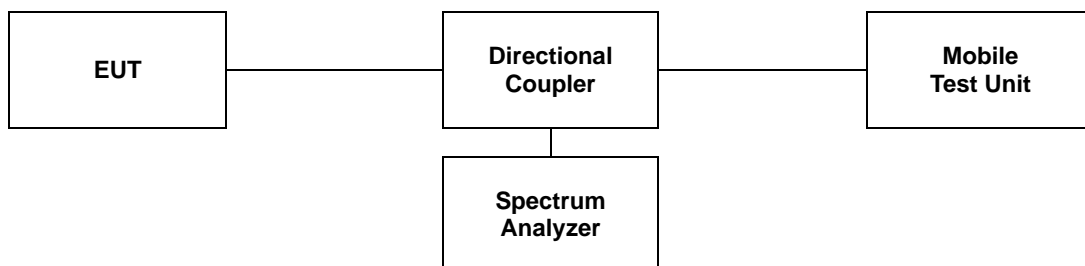 EUT
Directional
Coupler
Mobile
Test Unit
Spectrum
Analyzer